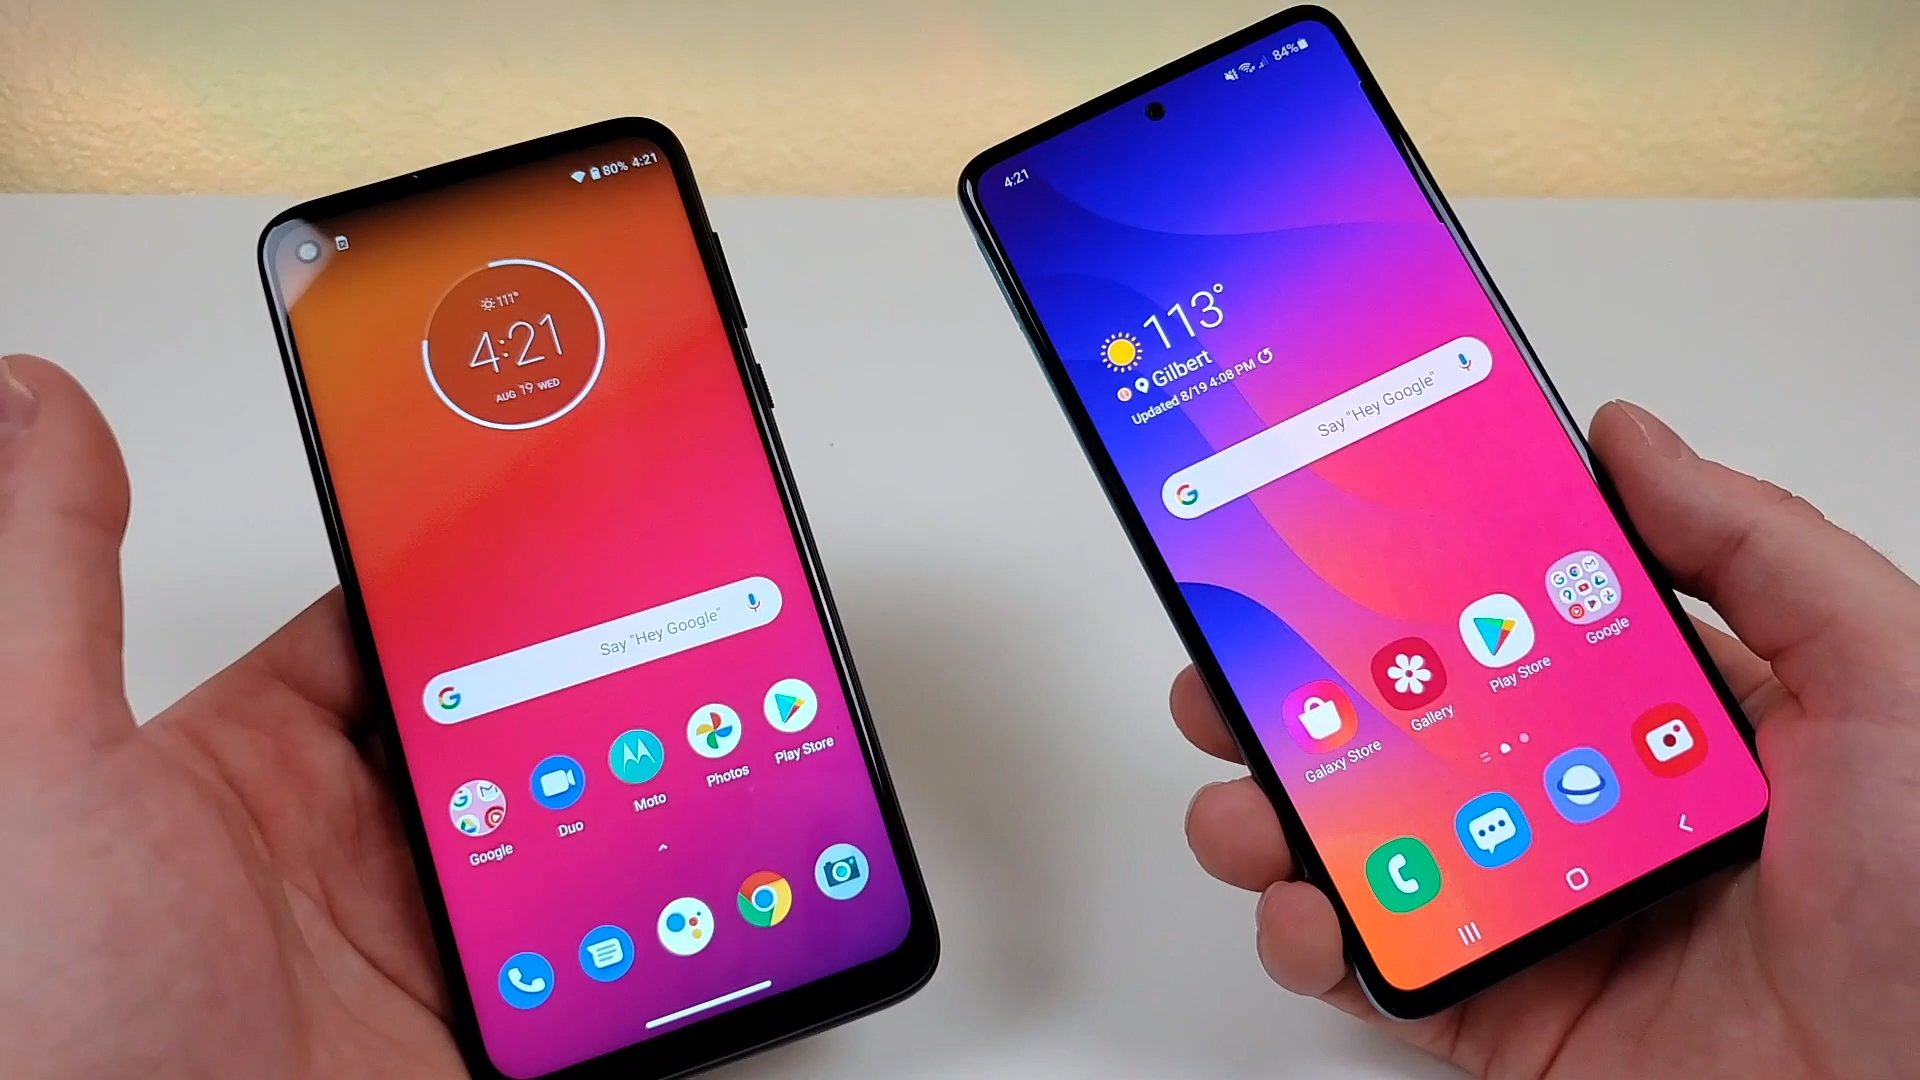 80% 4:21
111°
4:21
AUG 19 WED
Say "Hey Google"
Google
Duo
Moto
Photos
Play Store
84%
4:21
113°
Gilbert
Updated 8/19 4:08 PM
Say "Hey Google"
Galaxy Store
Gallery
Play Store
Google